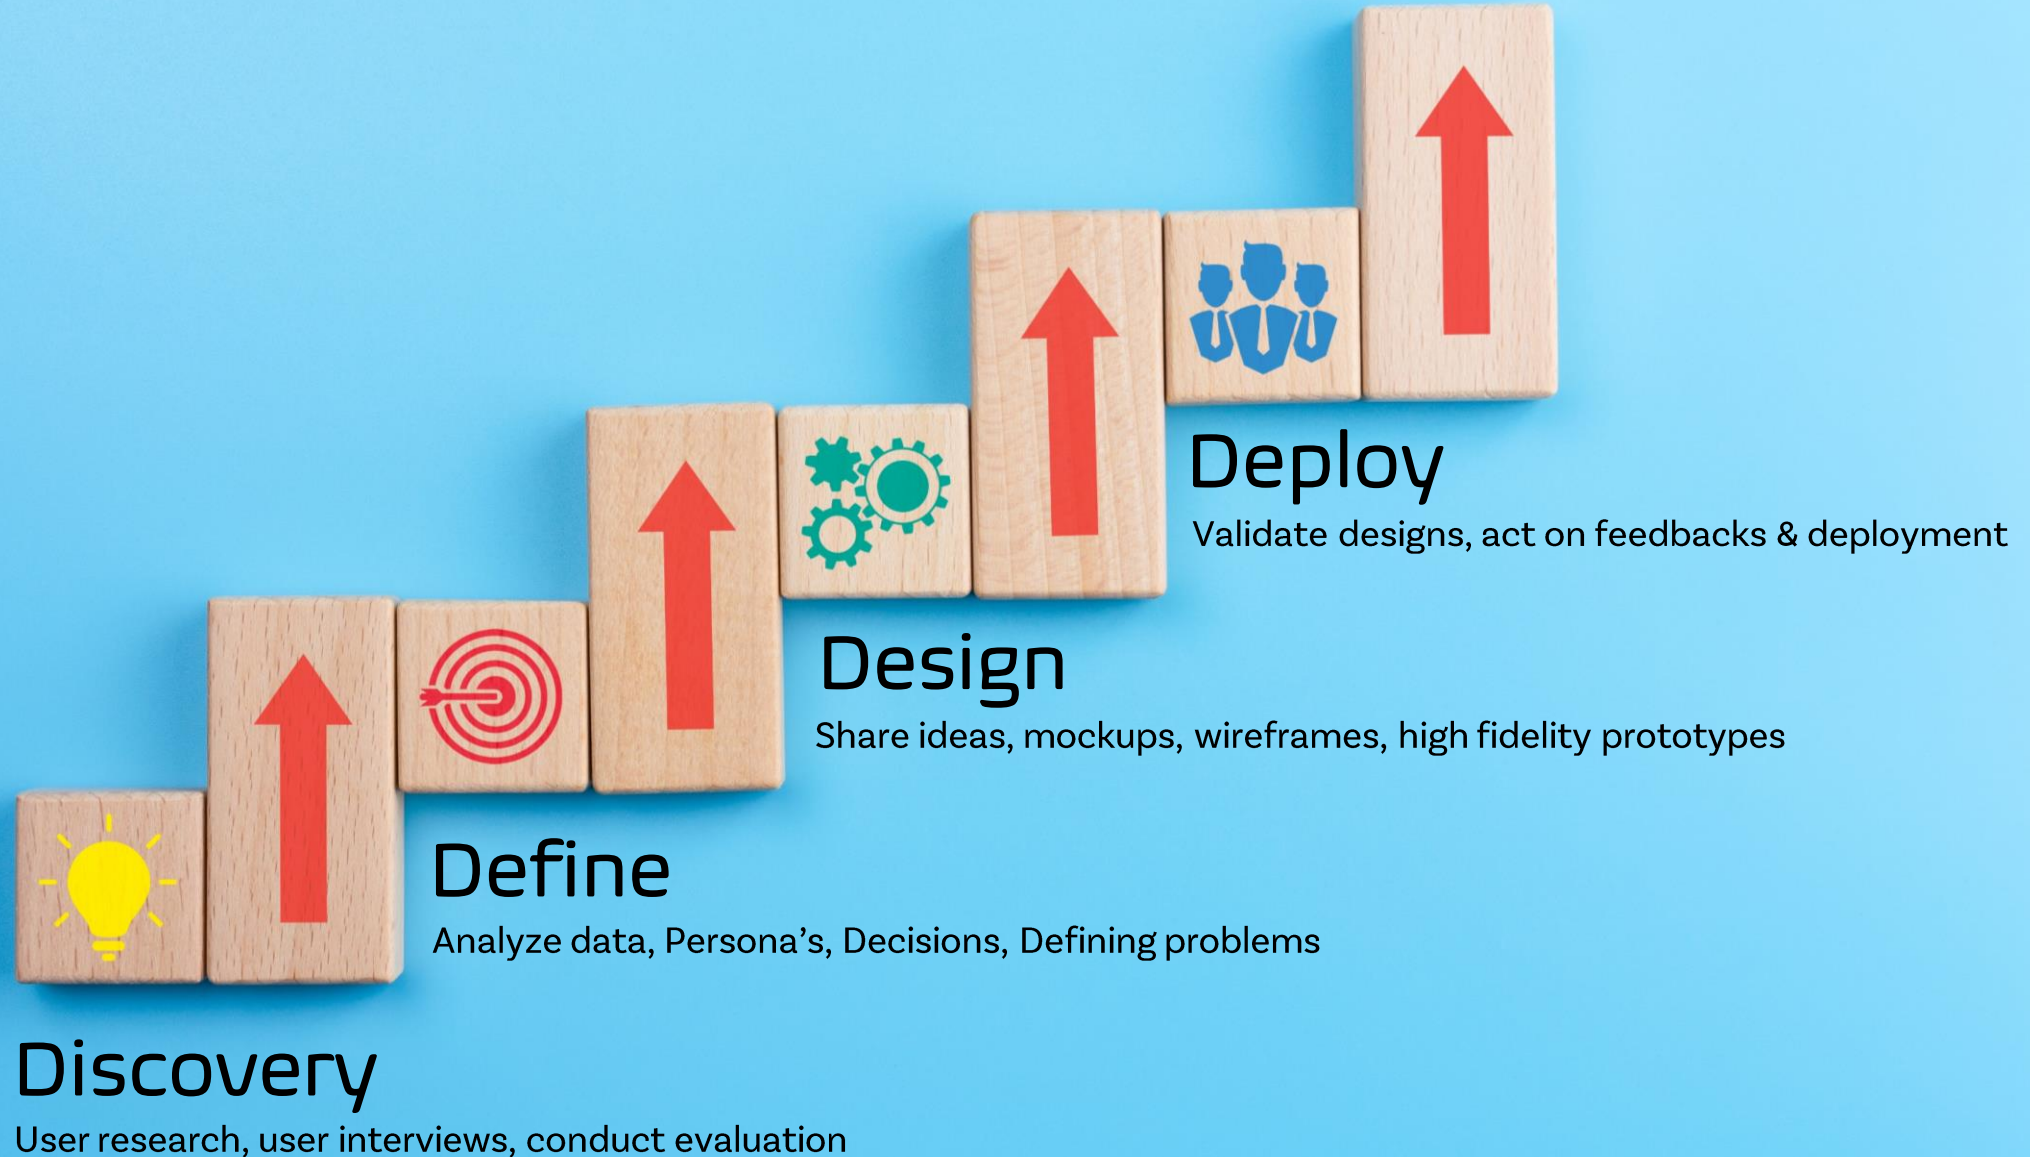 Deploy
Validate designs, act on feedbacks & deployment
Design
Share ideas, mockups, wireframes, high fidelity prototypes
Define
Analyze data, Persona's, Decisions, Defining problems
Discovery
User research, user interviews, conduct evaluation